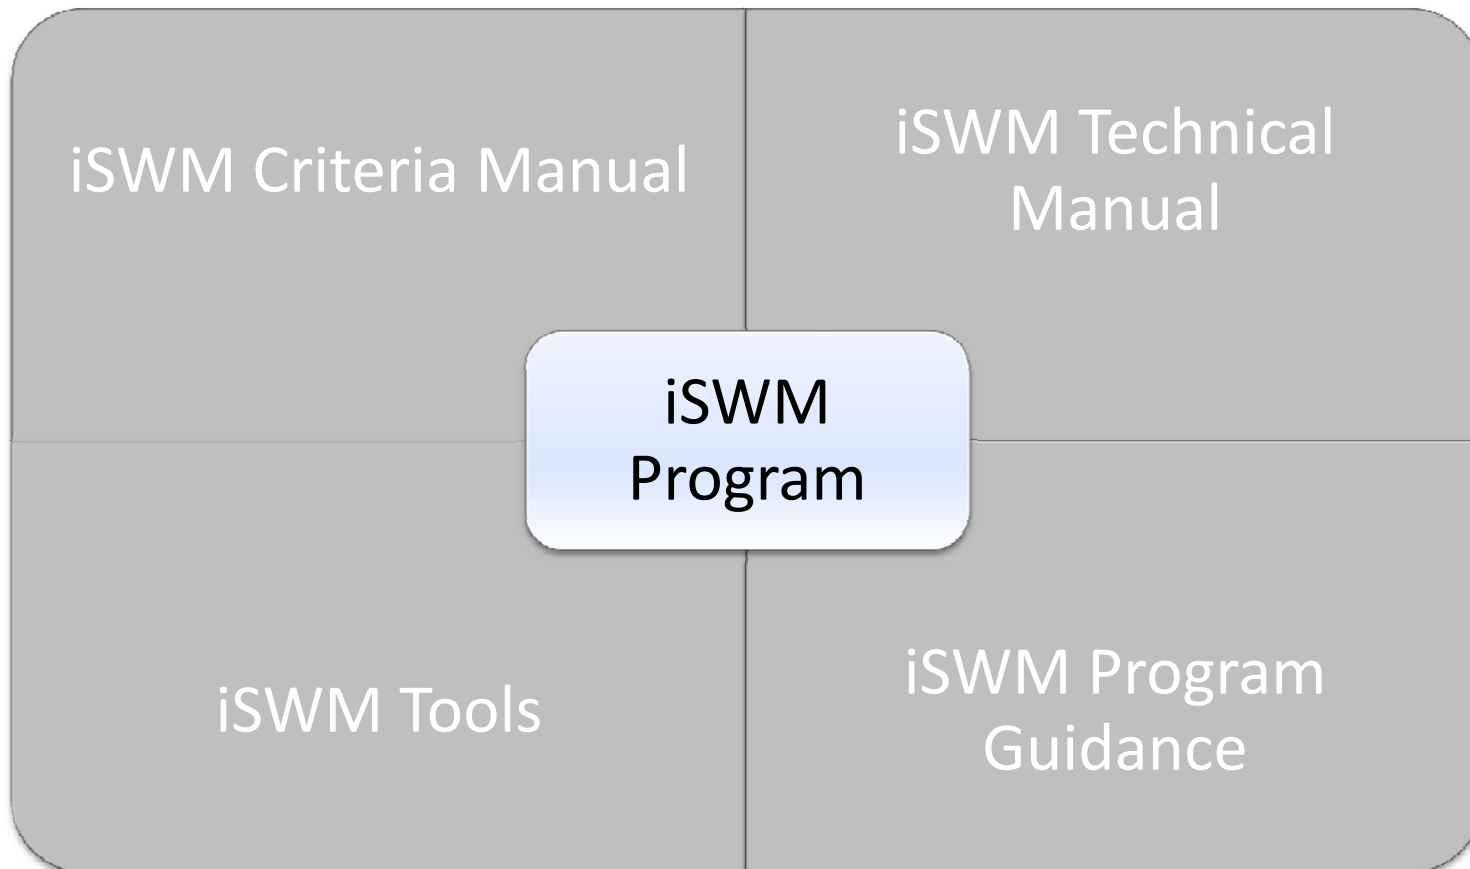 iSWM Criteria Manual
iSWM Technical
Manual
iSWM
Program
iSWM Tools
iSWM Program
Guidance